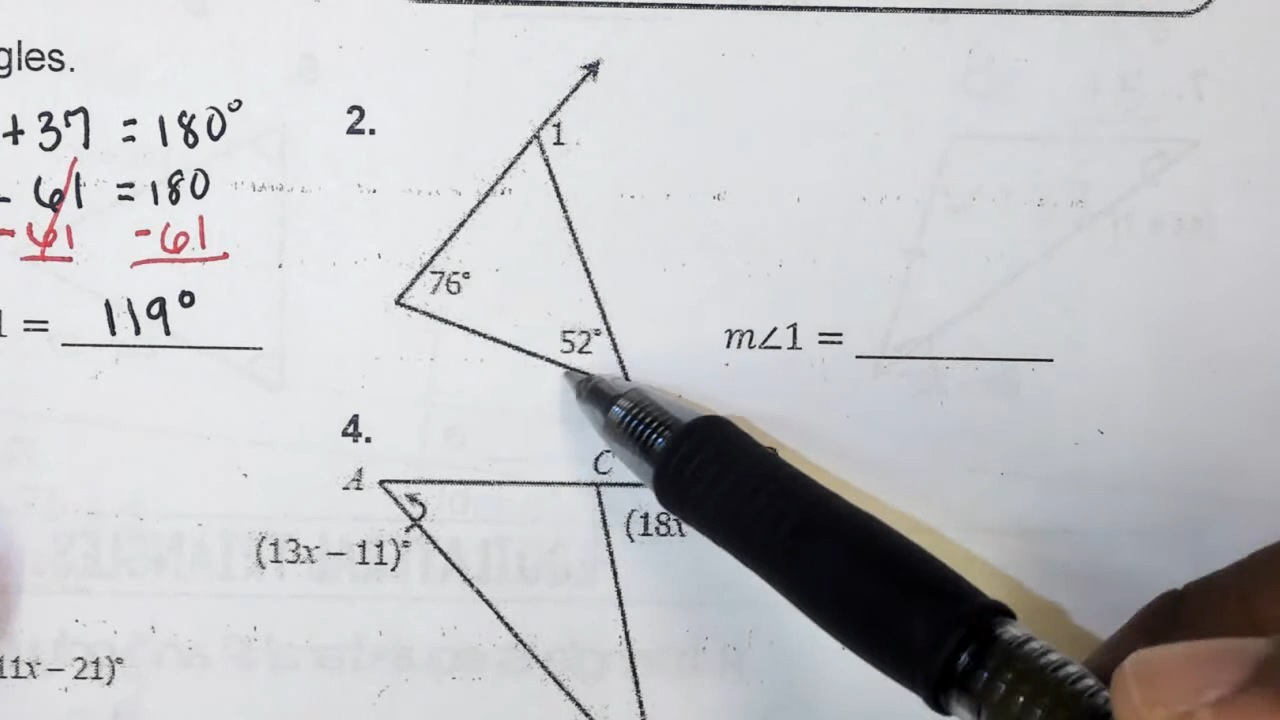 gles.
+ 37 = 180°
- 61 = 180
- 61 - 61
1 = 119°
2.
1
76°
52°
m∠1 =
4.
A
C
(13x – 11)°
(18x
11x – 21)°